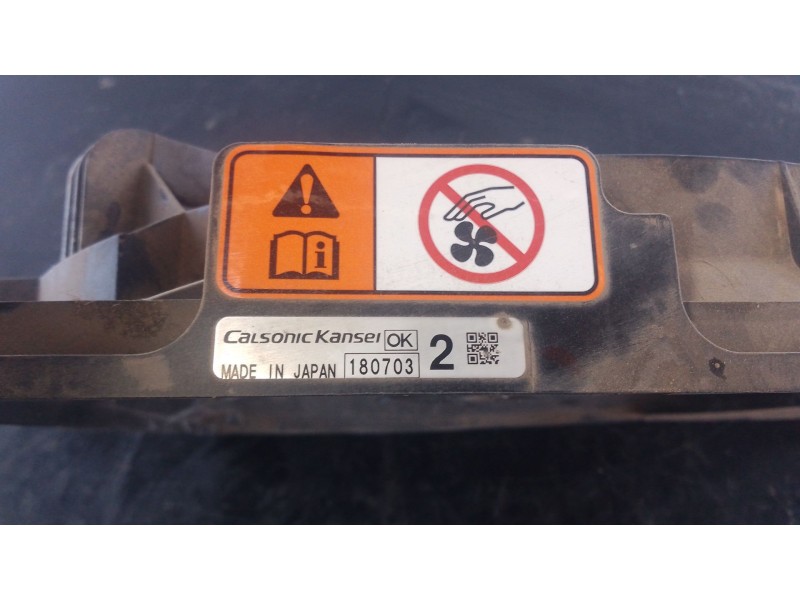 Calsonic Kansei OK
MADE IN JAPAN 180703 2